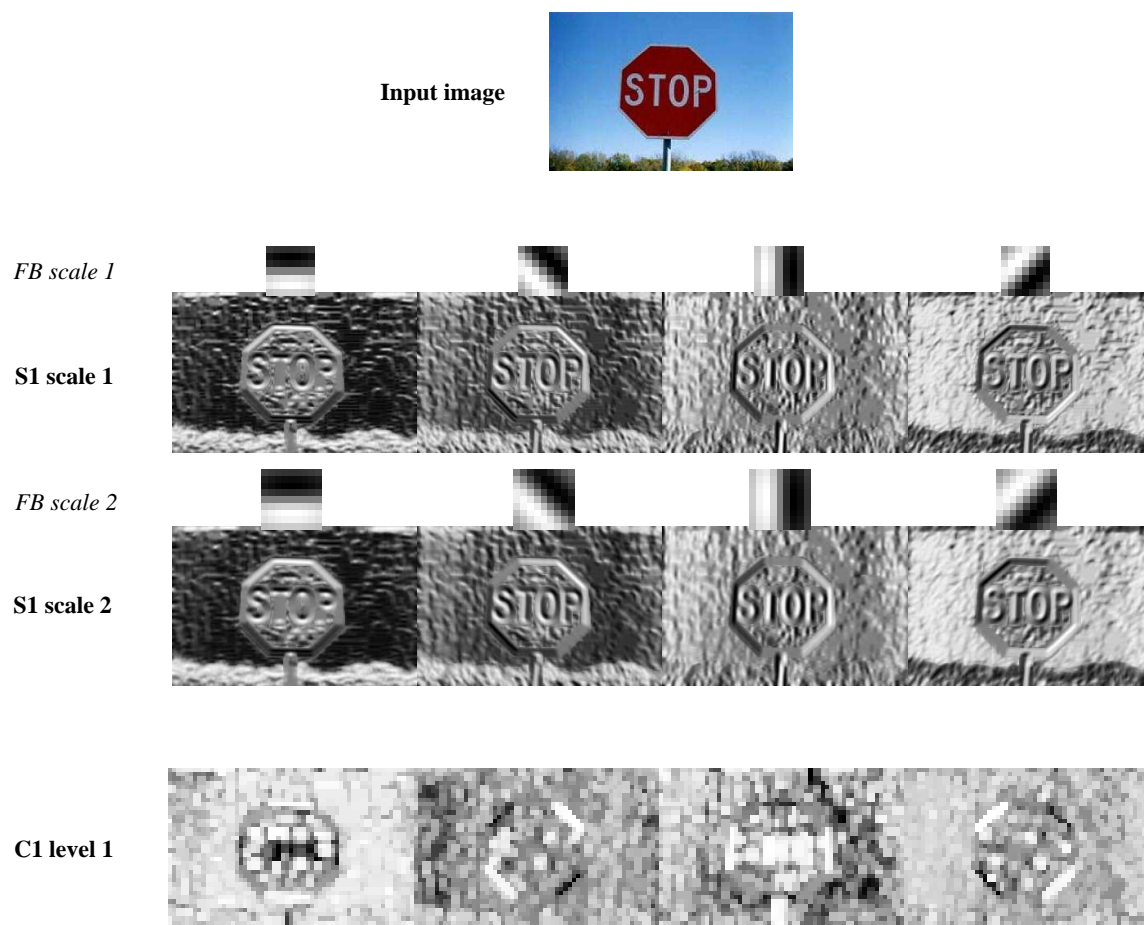 Input image
STOP
FB scale 1
S1 scale 1
STOP STOP STOP STOP
FB scale 2
S1 scale 2
STOP STOP STOP STOP
C1 level 1